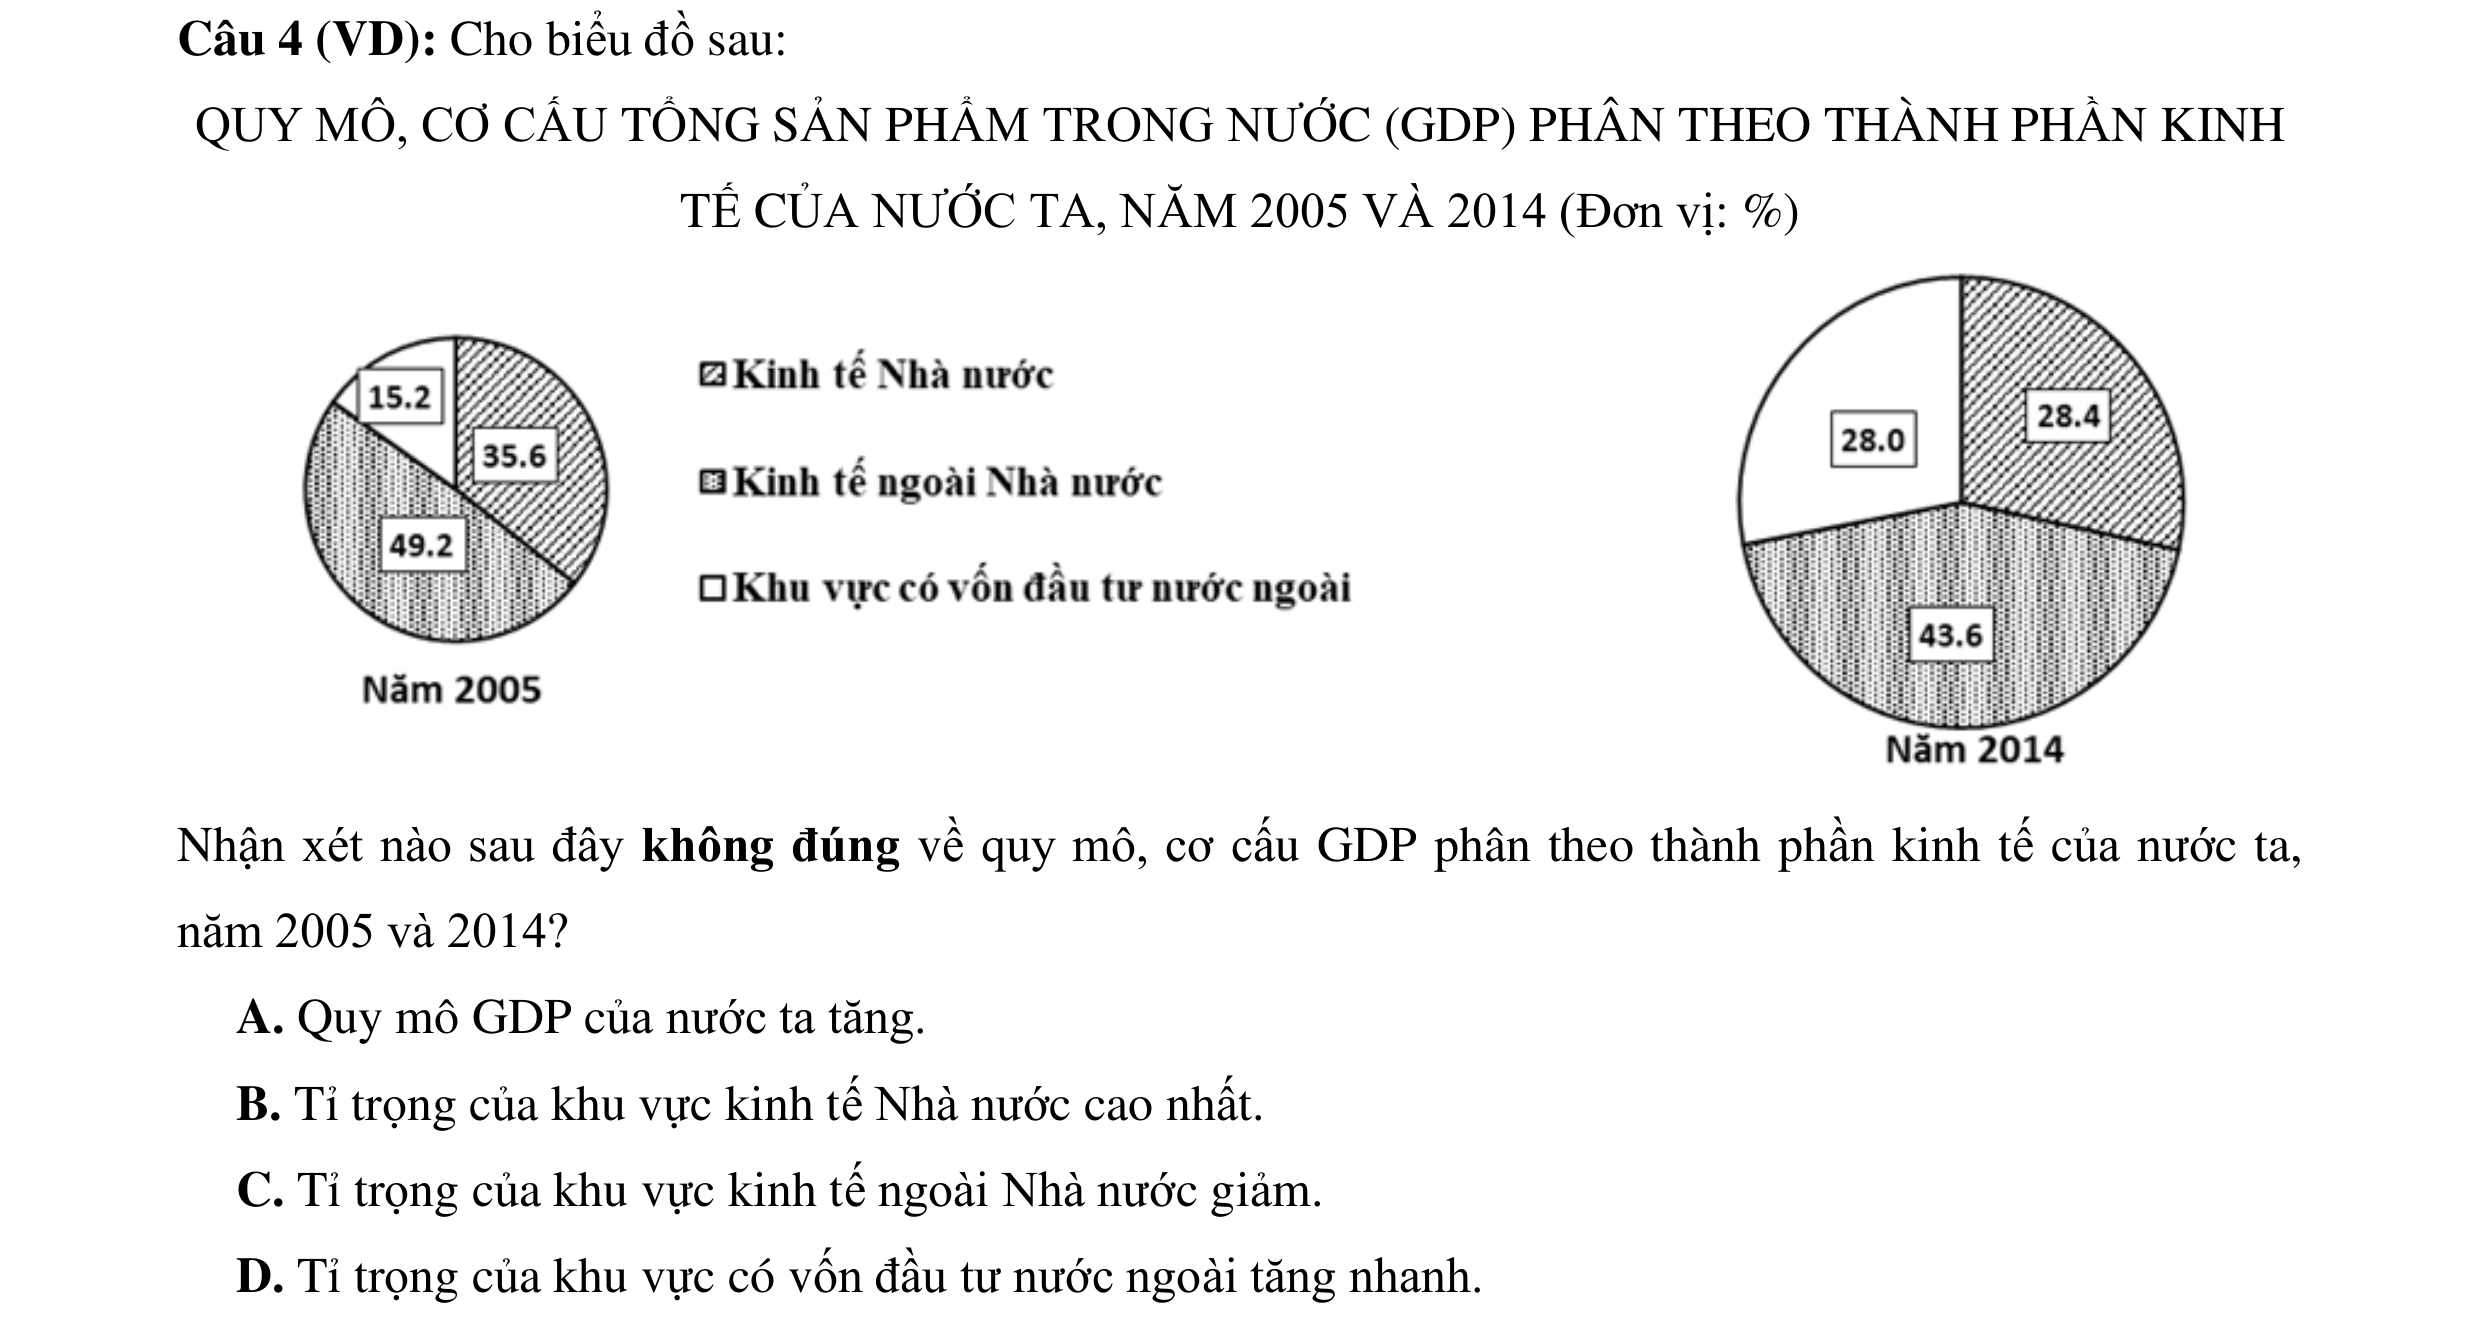 Câu 4 (VD): Cho biểu đồ sau:
QUY MÔ, CƠ CẤU TỔNG SẢN PHẨM TRONG NƯỚC (GDP) PHÂN THEO THÀNH PHẦN KINH
TẾ CỦA NƯỚC TA, NĂM 2005 VÀ 2014 (Đơn vị: %)
15.2
35.6
49.2
Năm 2005
Kinh tế Nhà nước
Kinh tế ngoài Nhà nước
Khu vực có vốn đầu tư nước ngoài
28.4
28.0
43.6
Năm 2014
Nhận xét nào sau đây không đúng về quy mô, cơ cấu GDP phân theo thành phần kinh tế của nước ta,
năm 2005 và 2014?
A. Quy mô GDP của nước ta tăng.
B. Tỉ trọng của khu vực kinh tế Nhà nước cao nhất.
C. Tỉ trọng của khu vực kinh tế ngoài Nhà nước giảm.
D. Tỉ trọng của khu vực có vốn đầu tư nước ngoài tăng nhanh.